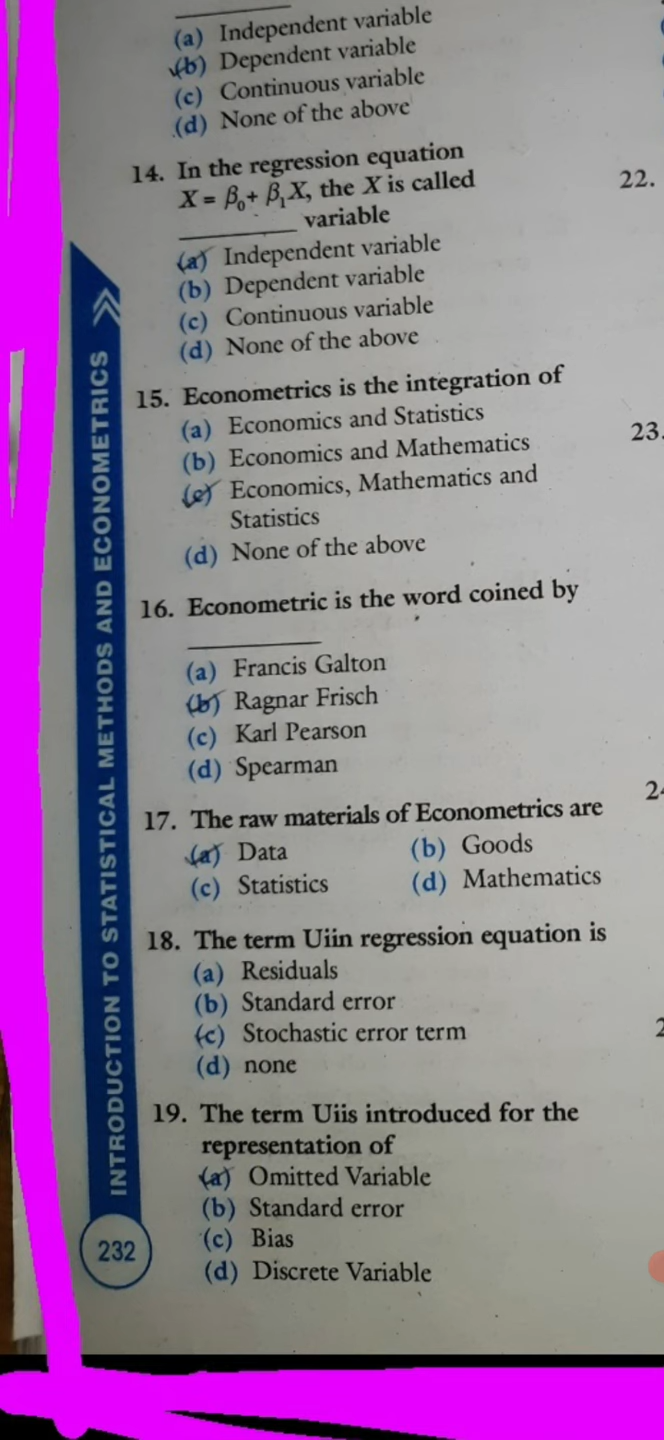 (a) Independent variable
(b) Dependent variable
(c) Continuous variable
(d) None of the above
14. In the regression equation
X = β₀+ β₁X, the X is called
________ variable
(a) Independent variable
(b) Dependent variable
(c) Continuous variable
(d) None of the above
15. Econometrics is the integration of
(a) Economics and Statistics
(b) Economics and Mathematics
(c) Economics, Mathematics and
Statistics
(d) None of the above
16. Econometric is the word coined by
________
(a) Francis Galton
(b) Ragnar Frisch
(c) Karl Pearson
(d) Spearman
17. The raw materials of Econometrics are
(a) Data (b) Goods
(c) Statistics (d) Mathematics
18. The term Uiin regression equation is
(a) Residuals
(b) Standard error
(c) Stochastic error term
(d) none
19. The term Uiis introduced for the
representation of
(a) Omitted Variable
(b) Standard error
(c) Bias
(d) Discrete Variable
22.
23.
INTRODUCTION TO STATISTICAL METHODS AND ECONOMETRICS
232